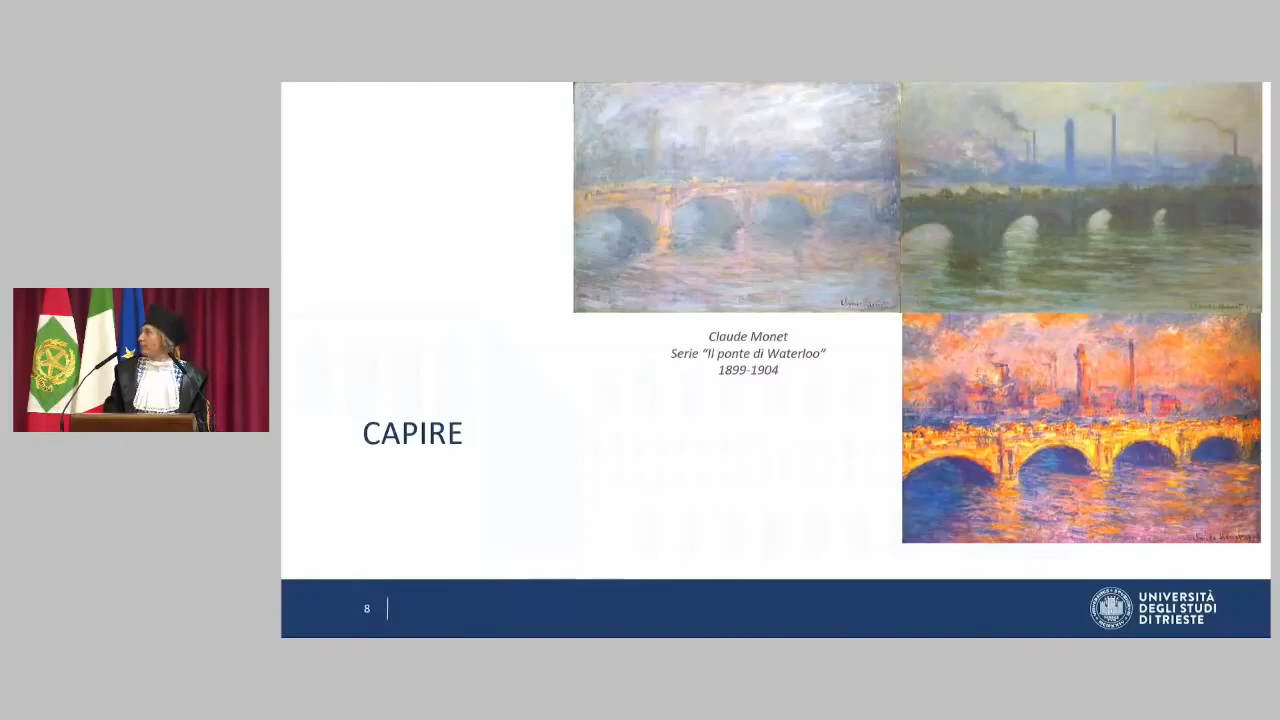 Claude Monet
Serie “Il ponte di Waterloo”
1899-1904
CAPIRE
8
UNIVERSITÀ
DEGLI STUDI
DI TRIESTE